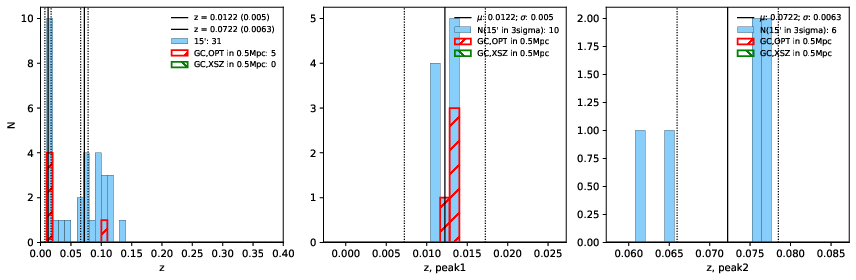 z = 0.0122 (0.005)
z = 0.0722 (0.0063)
15': 31
GC,OPT in 0.5Mpc: 5
GC,XSZ in 0.5Mpc: 0
N
10
8
6
4
2
0
0.00 0.05 0.10 0.15 0.20 0.25 0.30 0.35 0.40
z
μ: 0.0122; σ: 0.005
N(15' in 3sigma): 10
GC,OPT in 0.5Mpc
GC,XSZ in 0.5Mpc
5
4
3
2
1
0
0.000 0.005 0.010 0.015 0.020 0.025
z, peak1
μ: 0.0722; σ: 0.0063
N(15' in 3sigma): 6
GC,OPT in 0.5Mpc
GC,XSZ in 0.5Mpc
2.00
1.75
1.50
1.25
1.00
0.75
0.50
0.25
0.00
0.060 0.065 0.070 0.075 0.080 0.085
z, peak2